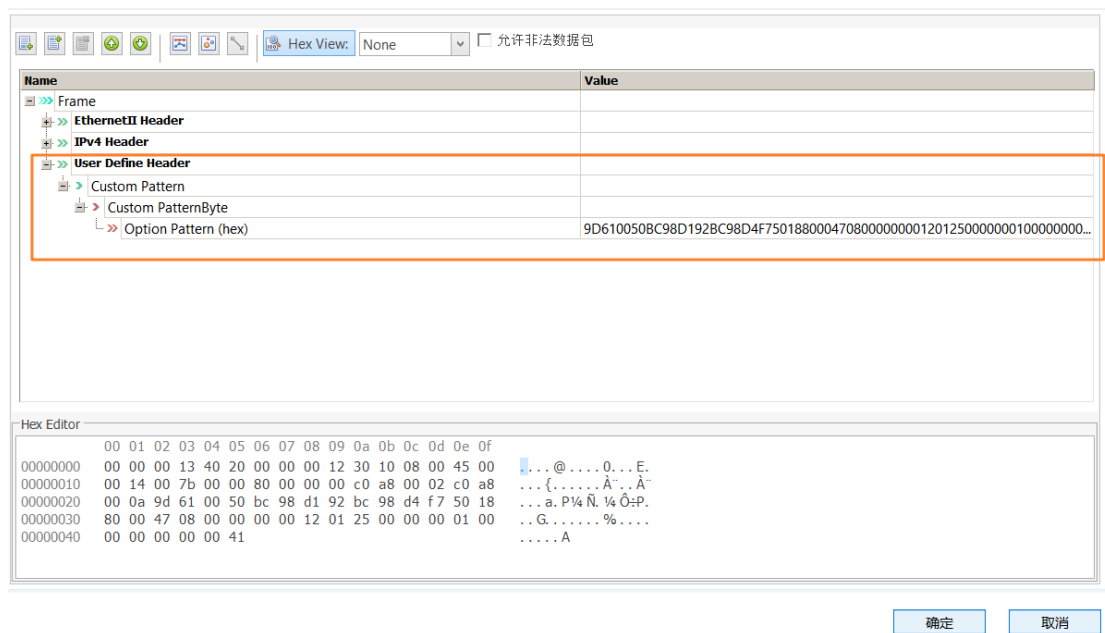 Hex View: None 允许非法数据包
Name Value
Frame
EthernetII Header
IPv4 Header
User Define Header
Custom Pattern
Custom PatternByte
Option Pattern (hex) 9D610050BC98D192BC98D4F75018800047080000000012012500000000100000000...
Hex Editor
00 01 02 03 04 05 06 07 08 09 0a 0b 0c 0d 0e 0f
00000000 00 00 00 13 40 20 00 00 00 12 30 10 08 00 45 00 ....@....0...E.
00000010 00 14 00 7b 00 00 80 00 00 00 c0 a8 00 02 c0 a8 ...{......À¨..À¨
00000020 00 0a 9d 61 00 50 bc 98 d1 92 bc 98 d4 f7 50 18 ...a.P¼Ñ.¼Ô÷P.
00000030 80 00 47 08 00 00 00 00 12 01 25 00 00 00 01 00 ..G.......%....
00000040 00 00 00 00 00 41 .....A
确定 取消